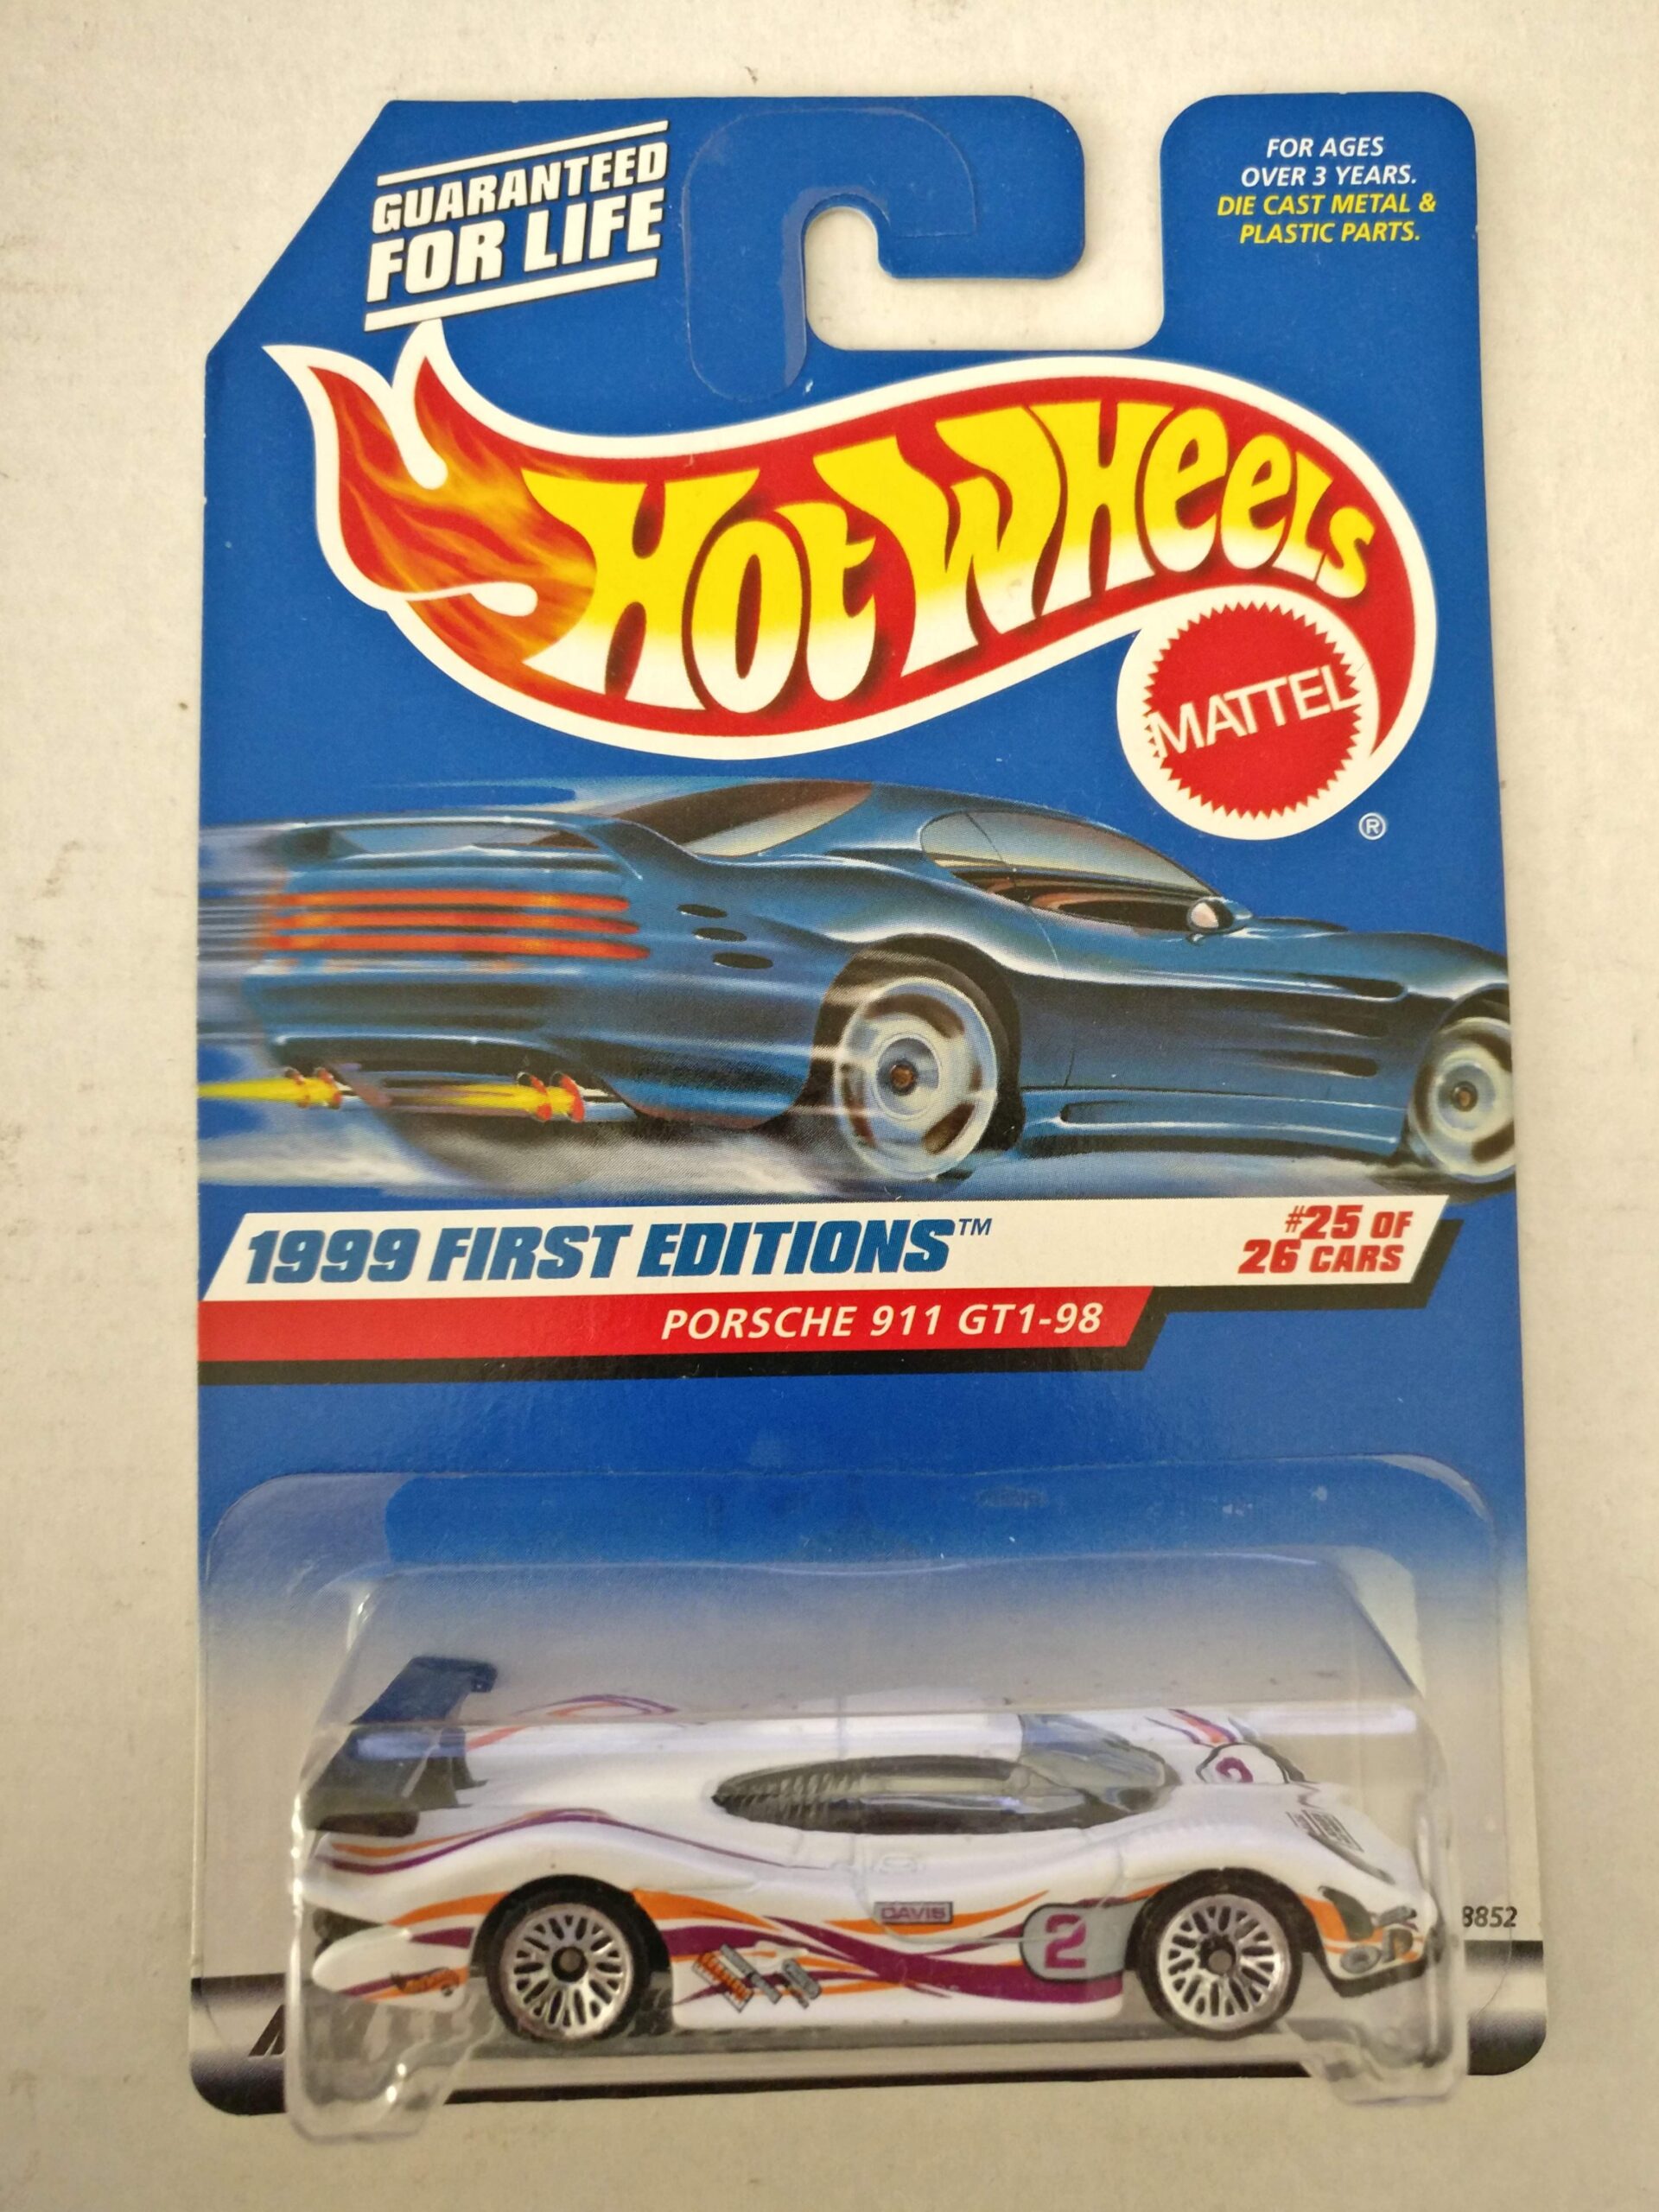 GUARANTEED
FOR LIFE
FOR AGES
OVER 3 YEARS.
DIE CAST METAL &
PLASTIC PARTS.
HOT WHEELS
MATTEL
®
1999 FIRST EDITIONS™
#25 OF
26 CARS
PORSCHE 911 GT1-98
DAVIS
2
2
8852